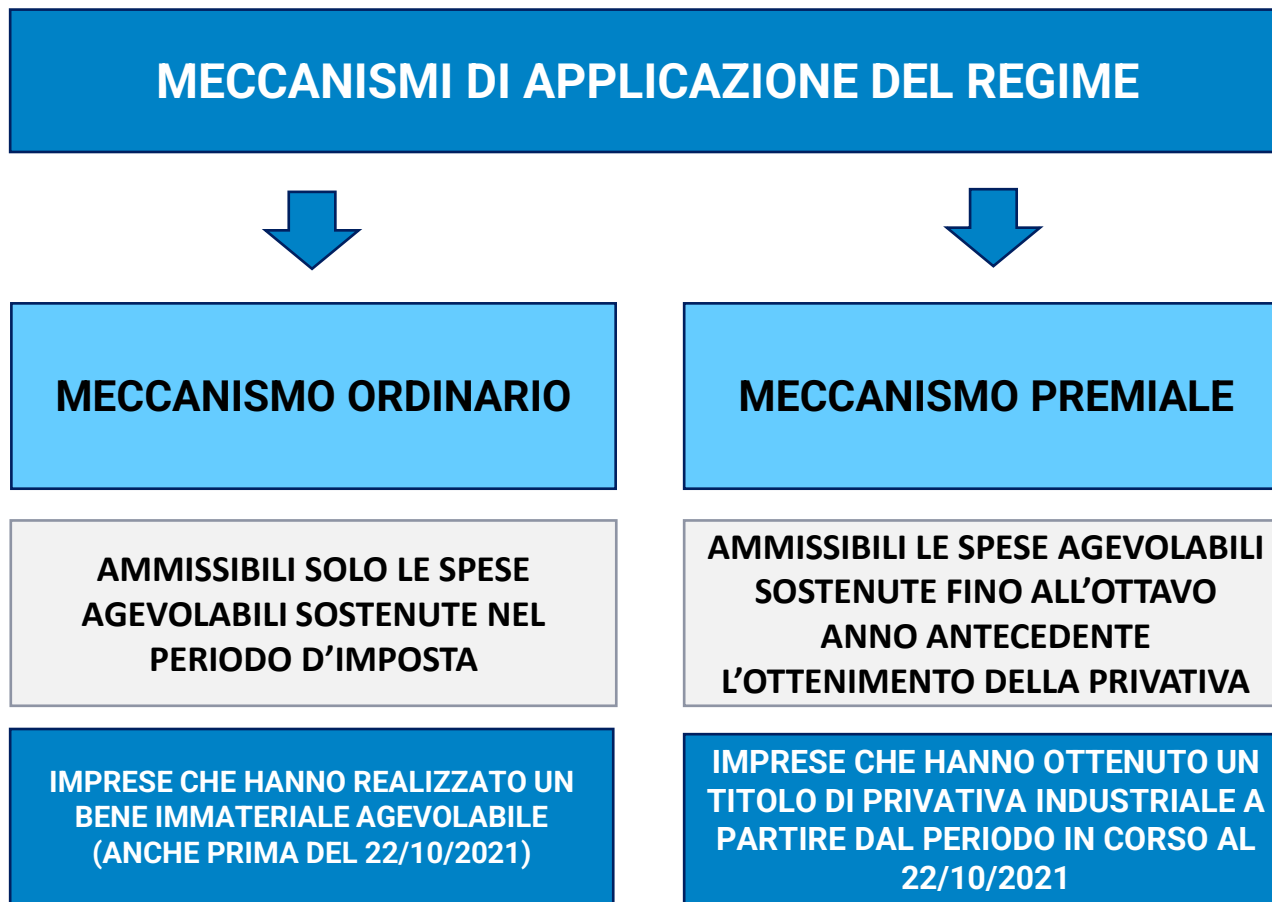 MECCANISMI DI APPLICAZIONE DEL REGIME
MECCANISMO ORDINARIO
AMMISSIBILI SOLO LE SPESE
AGEVOLABILI SOSTENUTE NEL
PERIODO D’IMPOSTA
IMPRESE CHE HANNO REALIZZATO UN
BENE IMMATERIALE AGEVOLABILE
(ANCHE PRIMA DEL 22/10/2021)
MECCANISMO PREMIALE
AMMISSIBILI LE SPESE AGEVOLABILI
SOSTENUTE FINO ALL’OTTAVO
ANNO ANTECEDENTE
L’OTTENIMENTO DELLA PRIVATIVA
IMPRESE CHE HANNO OTTENUTO UN
TITOLO DI PRIVATIVA INDUSTRIALE A
PARTIRE DAL PERIODO IN CORSO AL
22/10/2021